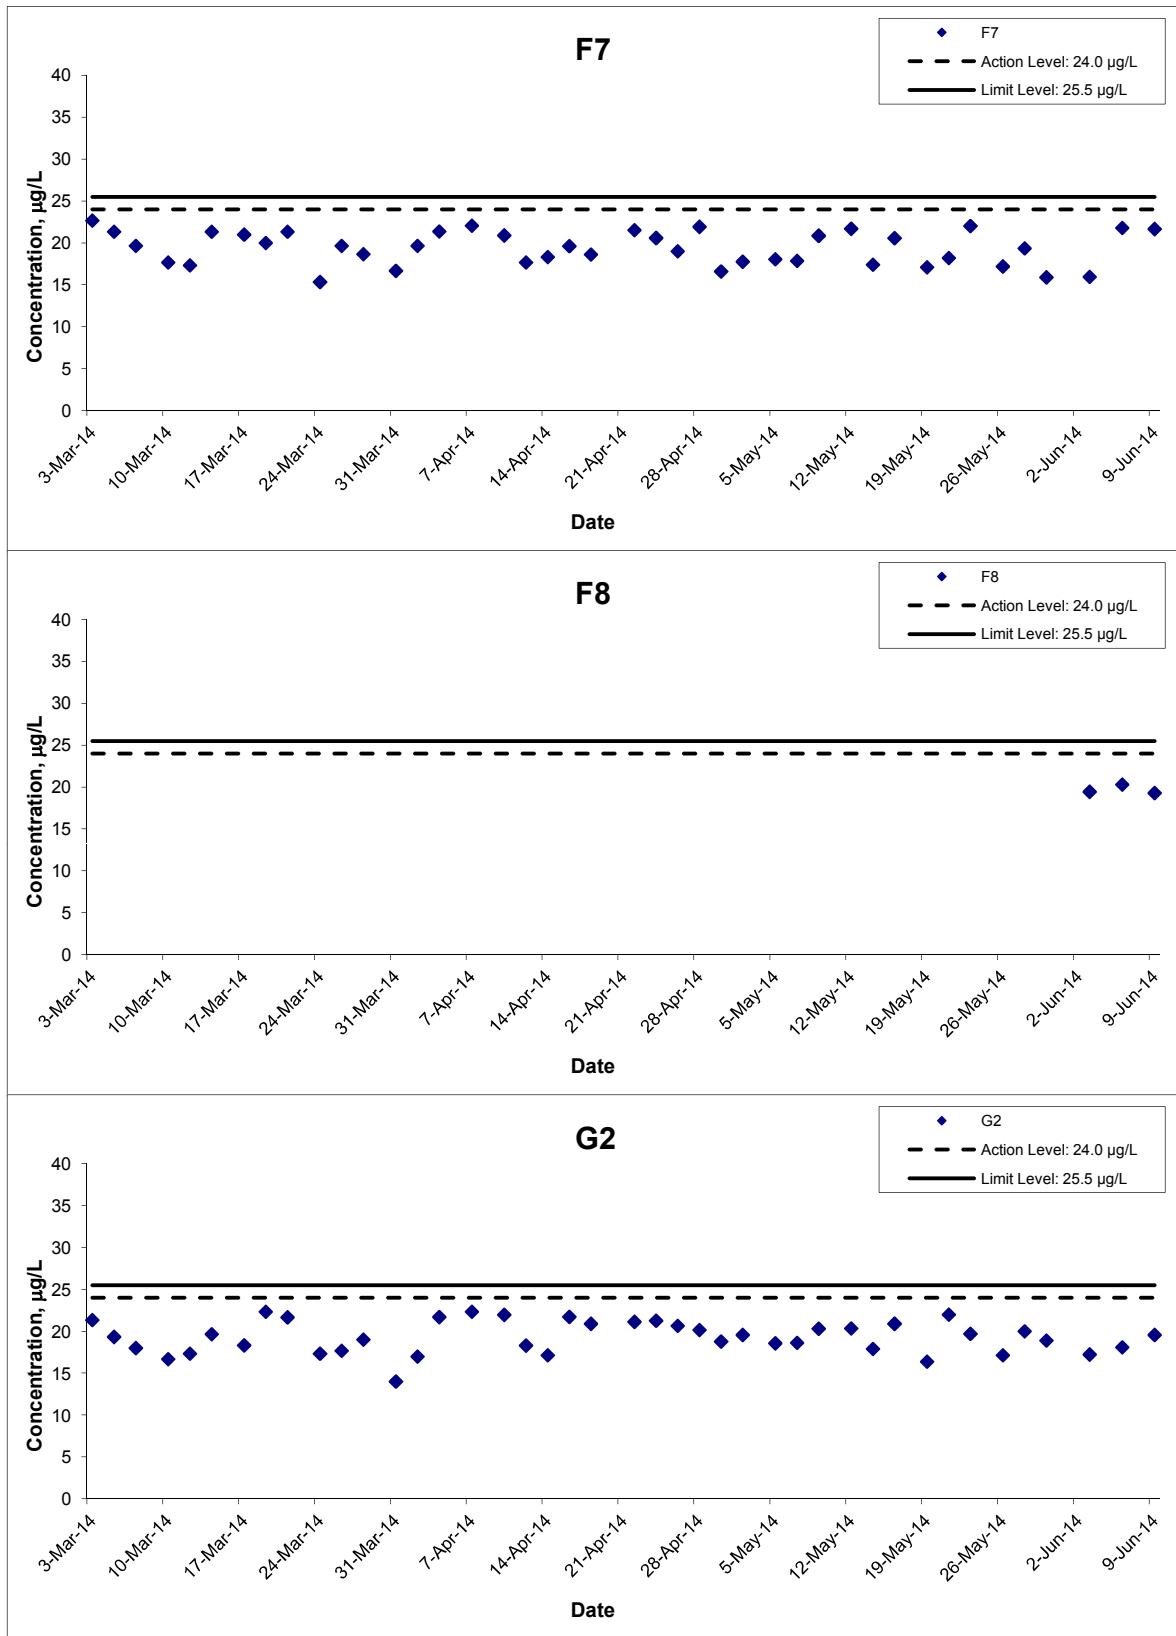 F7
F7
Action Level: 24.0 µg/L
Limit Level: 25.5 µg/L
Concentration, µg/L
40
35
30
25
20
15
10
5
0
3-Mar-14
10-Mar-14
17-Mar-14
24-Mar-14
31-Mar-14
7-Apr-14
14-Apr-14
21-Apr-14
28-Apr-14
5-May-14
12-May-14
19-May-14
26-May-14
2-Jun-14
9-Jun-14
Date
F8
F8
Action Level: 24.0 µg/L
Limit Level: 25.5 µg/L
Concentration, µg/L
40
35
30
25
20
15
10
5
0
3-Mar-14
10-Mar-14
17-Mar-14
24-Mar-14
31-Mar-14
7-Apr-14
14-Apr-14
21-Apr-14
28-Apr-14
5-May-14
12-May-14
19-May-14
26-May-14
2-Jun-14
9-Jun-14
Date
G2
G2
Action Level: 24.0 µg/L
Limit Level: 25.5 µg/L
Concentration, µg/L
40
35
30
25
20
15
10
5
0
3-Mar-14
10-Mar-14
17-Mar-14
24-Mar-14
31-Mar-14
7-Apr-14
14-Apr-14
21-Apr-14
28-Apr-14
5-May-14
12-May-14
19-May-14
26-May-14
2-Jun-14
9-Jun-14
Date